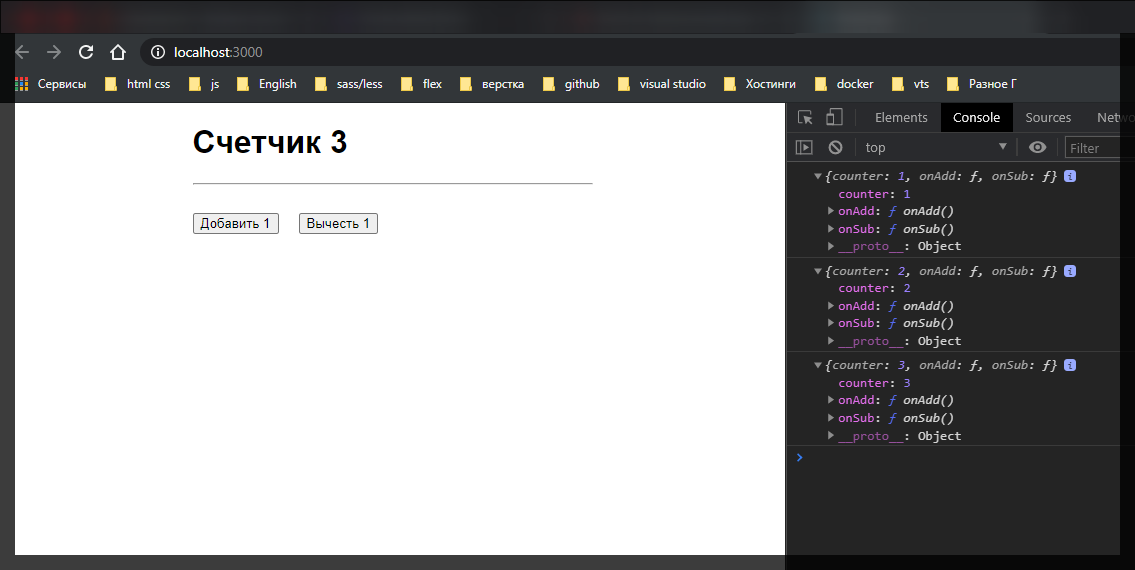 localhost:3000
Сервисы html css js English sass/less flex верстка github visual studio Хостинги docker vts Разное Г
Счетчик 3
Добавить 1 Вычесть 1
Elements Console Sources Netwo
top Filter
{counter: 1, onAdd: ƒ, onSub: ƒ} i
counter: 1
onAdd: ƒ onAdd()
onSub: ƒ onSub()
__proto__: Object
{counter: 2, onAdd: ƒ, onSub: ƒ} i
counter: 2
onAdd: ƒ onAdd()
onSub: ƒ onSub()
__proto__: Object
{counter: 3, onAdd: ƒ, onSub: ƒ} i
counter: 3
onAdd: ƒ onAdd()
onSub: ƒ onSub()
__proto__: Object